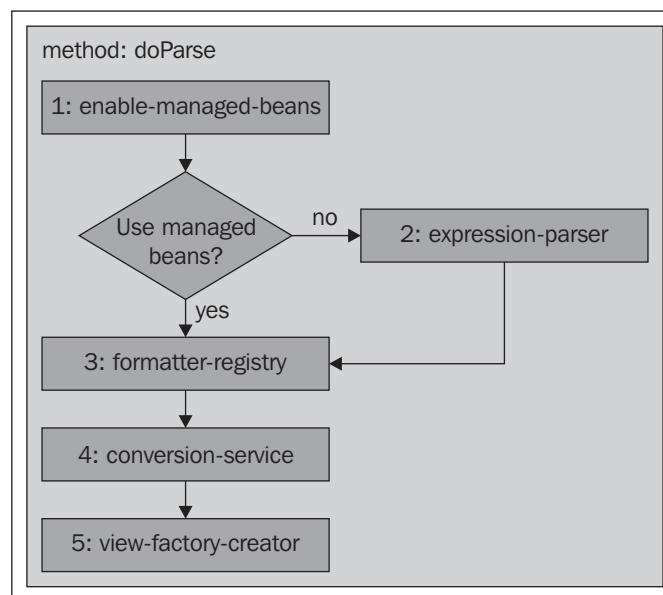 method: doParse
1: enable-managed-beans
Use managed
beans?
no
2: expression-parser
yes
3: formatter-registry
4: conversion-service
5: view-factory-creator